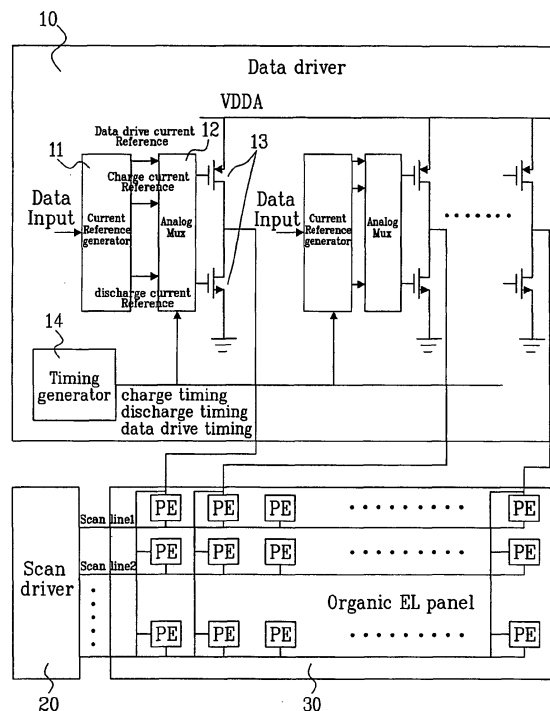 10
Data driver
VDDA
Data drive current
Reference
12
11
13
Charge current
Reference
Data
Input
Current
Reference
generator
Analog
Mux
discharge current
Reference
Data
Input
Current
Reference
generator
Analog
Mux
14
Timing
generator
charge timing
discharge timing
data drive timing
Scan
driver
Scan line1
PE PE PE PE
Scan line2
PE PE PE PE
Organic EL panel
PE PE PE PE
20
30